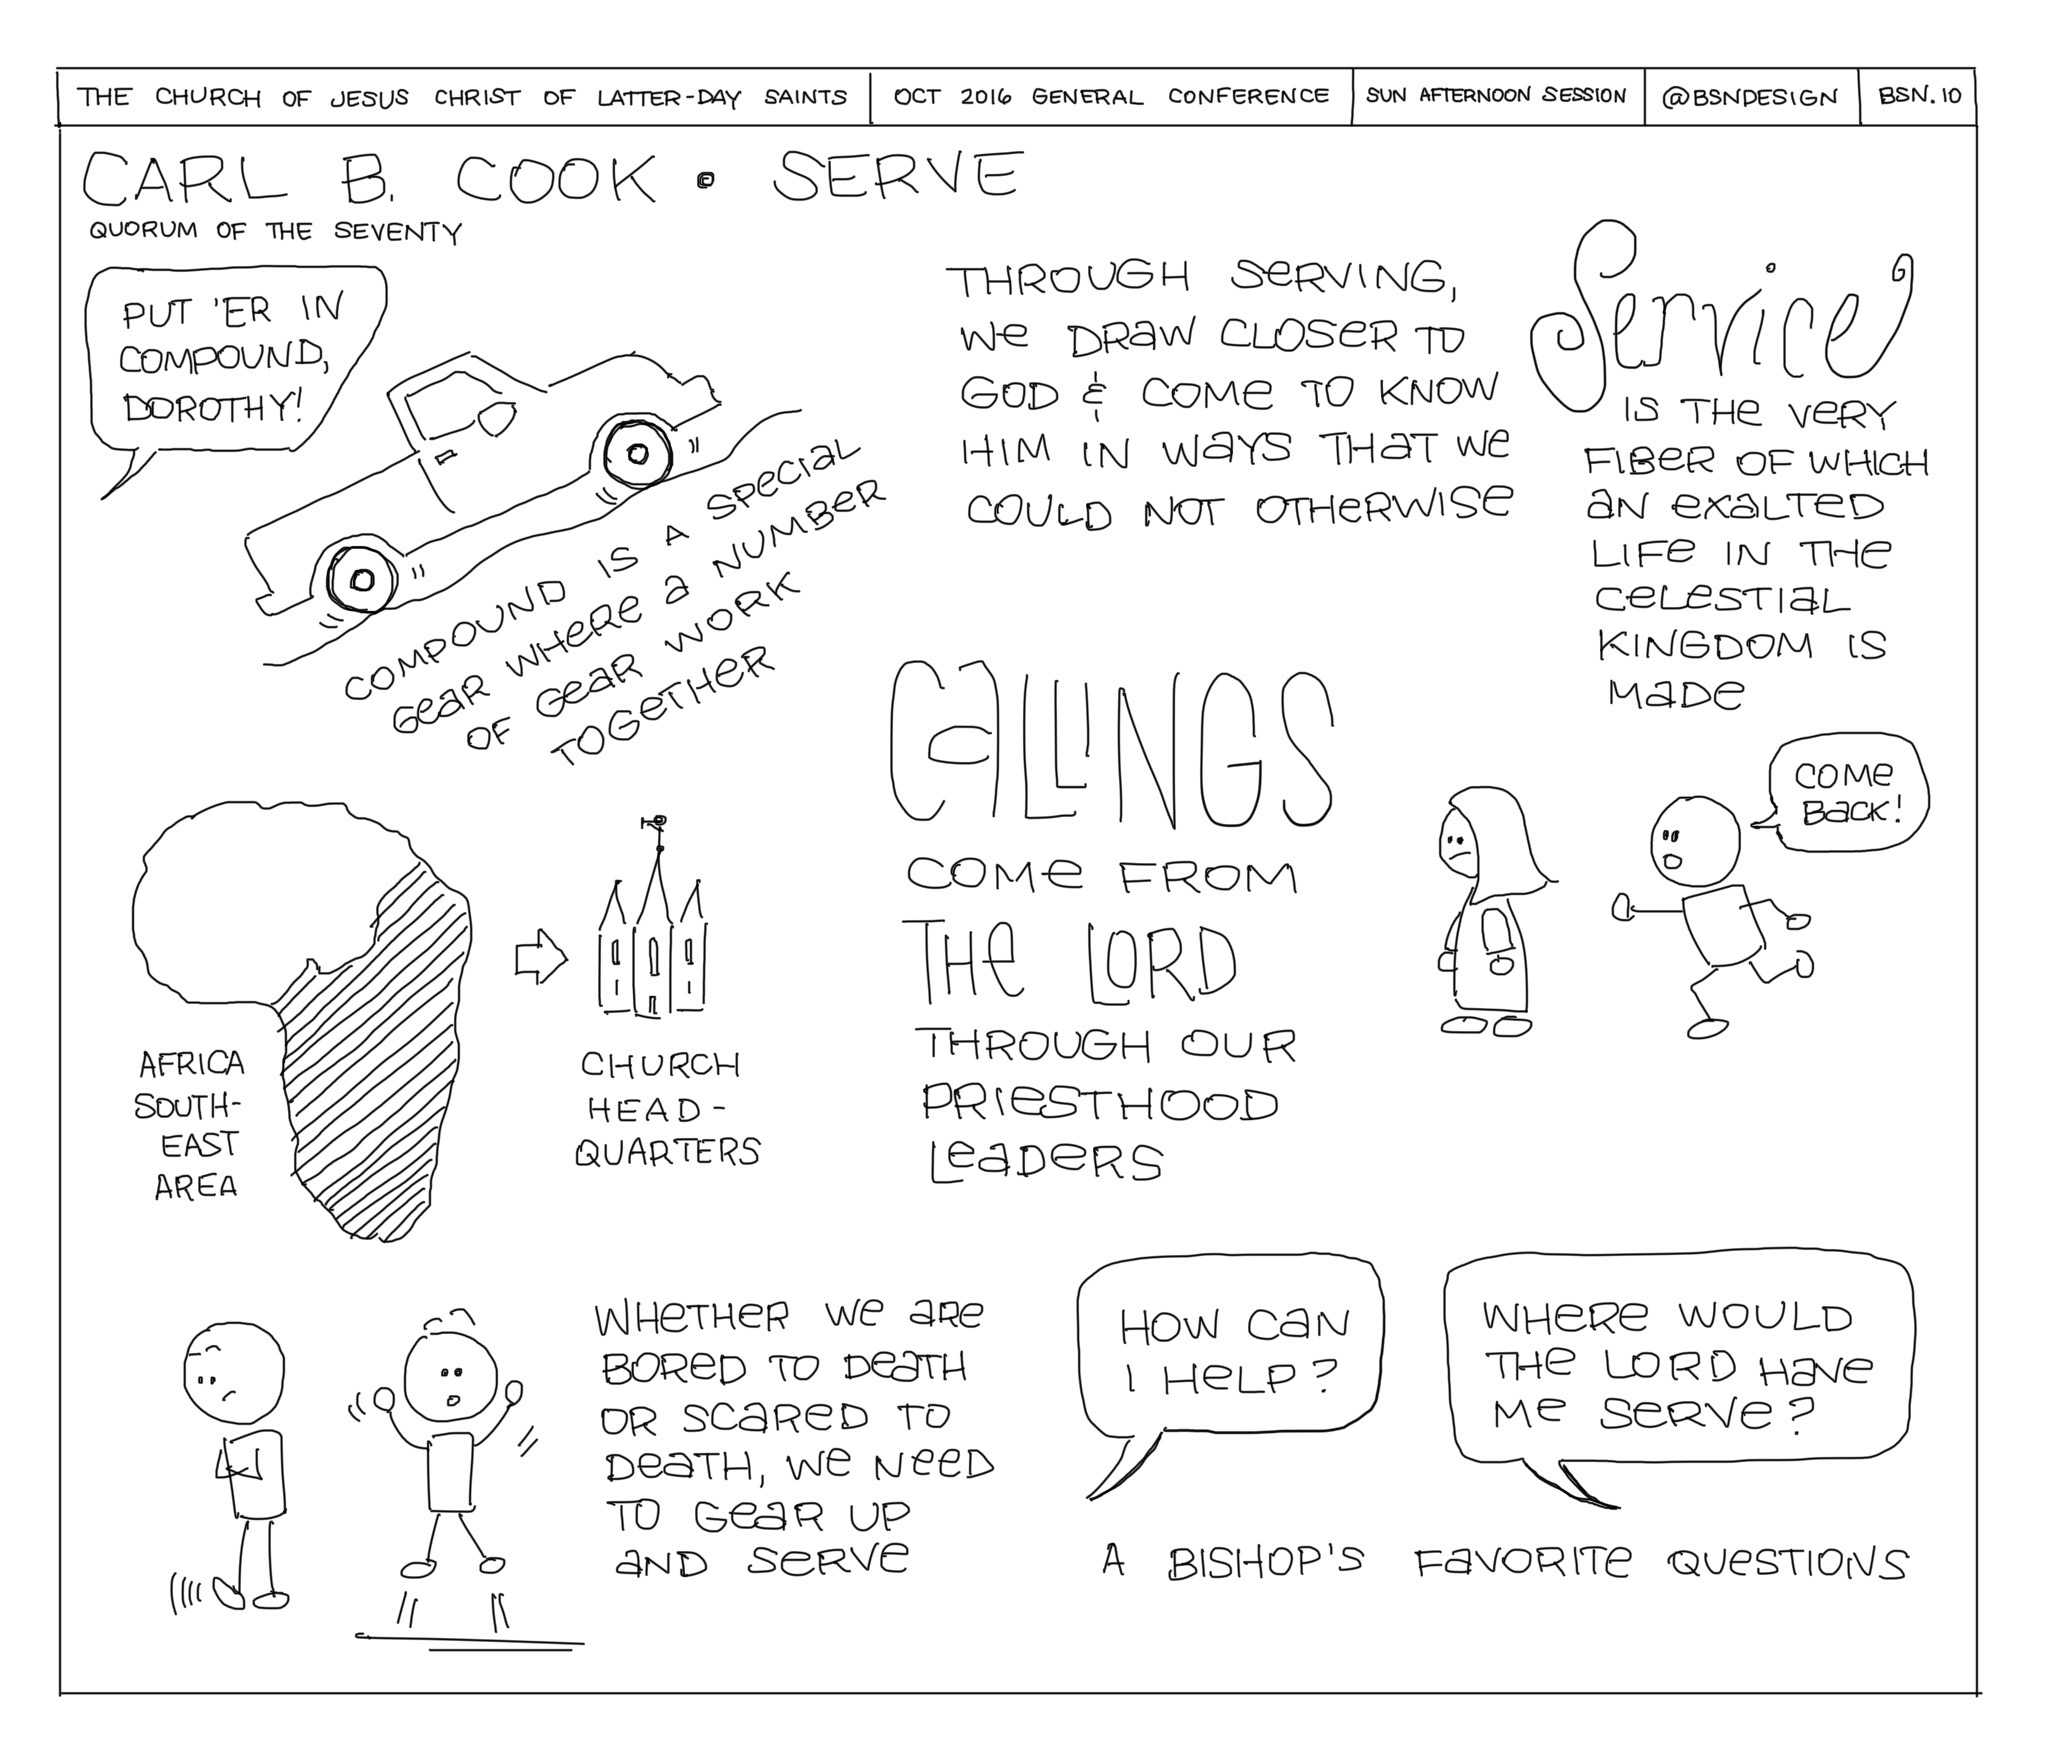 THE CHURCH OF JESUS CHRIST OF LATTER-DAY SAINTS
OCT 2016 GENERAL CONFERENCE
SUN AFTERNOON SESSION
@BSNDESIGN
BSN.10
CARL B. COOK • SERVE
QUORUM OF THE SEVENTY
PUT 'ER IN
COMPOUND,
DOROTHY!
COMPOUND IS A SPECIAL
GEAR WHERE A NUMBER
OF GEAR WORK
TOGETHER
THROUGH SERVING,
WE DRAW CLOSER TO
GOD & COME TO KNOW
HIM IN WAYS THAT WE
COULD NOT OTHERWISE
Service
IS THE VERY
FIBER OF WHICH
AN EXALTED
LIFE IN THE
CELESTIAL
KINGDOM IS
MADE
AFRICA
SOUTH-
EAST
AREA
CHURCH
HEAD-
QUARTERS
CALLINGS
COME FROM
THE LORD
THROUGH OUR
PRIESTHOOD
LEADERS
COME
BACK!
WHETHER WE ARE
BORED TO DEATH
OR SCARED TO
DEATH, WE NEED
TO GEAR UP
AND SERVE
HOW CAN
I HELP?
WHERE WOULD
THE LORD HAVE
ME SERVE?
A BISHOP'S FAVORITE QUESTIONS